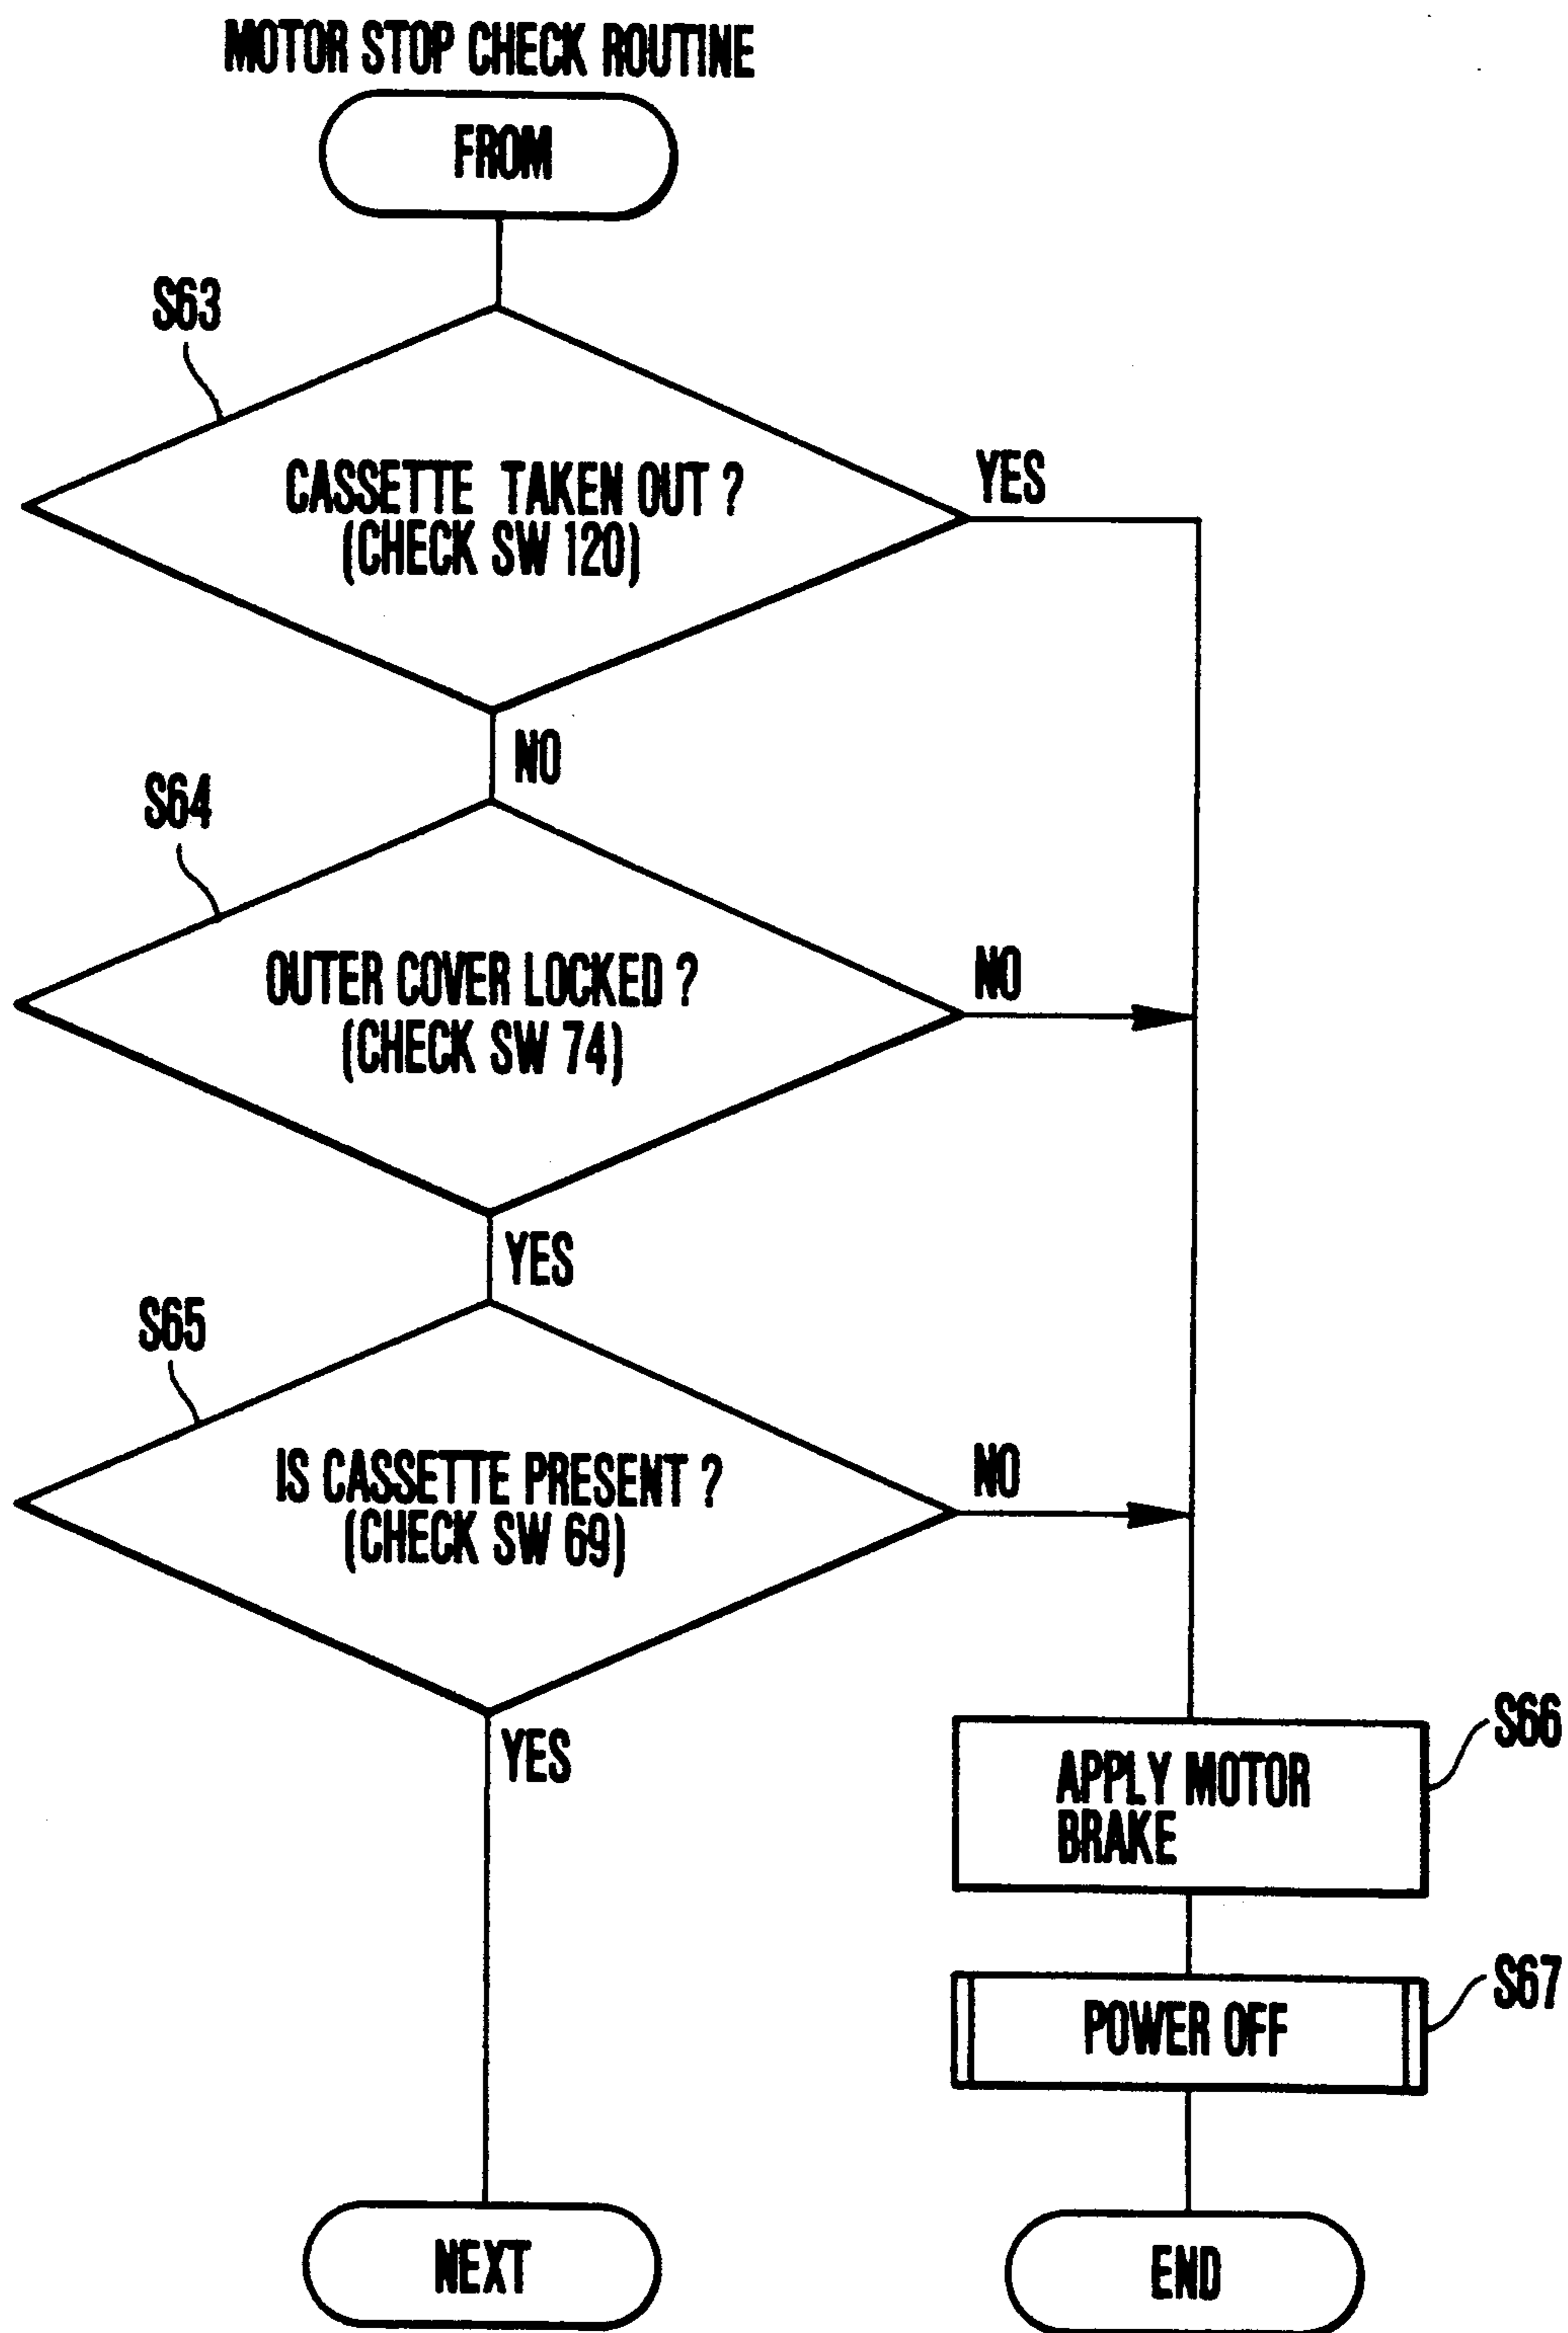 MOTOR STOP CHECK ROUTINE
FROM
S63
CASSETTE TAKEN OUT ?
(CHECK SW 120)
YES
NO
S64
OUTER COVER LOCKED ?
(CHECK SW 74)
NO
YES
S65
IS CASSETTE PRESENT ?
(CHECK SW 69)
NO
YES
S66
APPLY MOTOR
BRAKE
S67
POWER OFF
NEXT
END